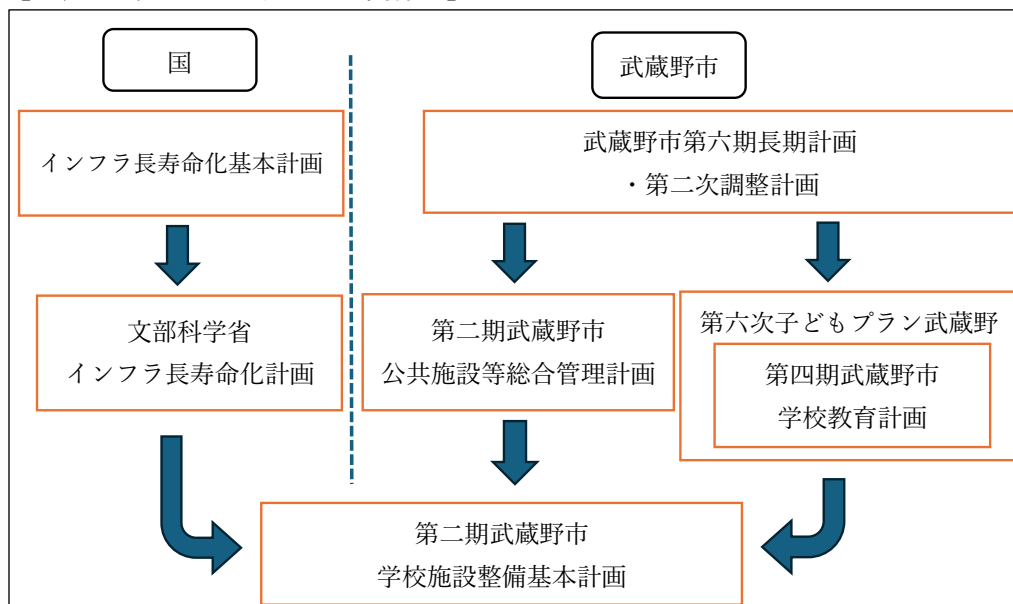 国
武蔵野市
インフラ長寿命化基本計画
武蔵野市第六期長期計画
・第二次調整計画
文部科学省
インフラ長寿命化計画
第二期武蔵野市
公共施設等総合管理計画
第六次子どもプラン武蔵野
第四期武蔵野市
学校教育計画
第二期武蔵野市
学校施設整備基本計画